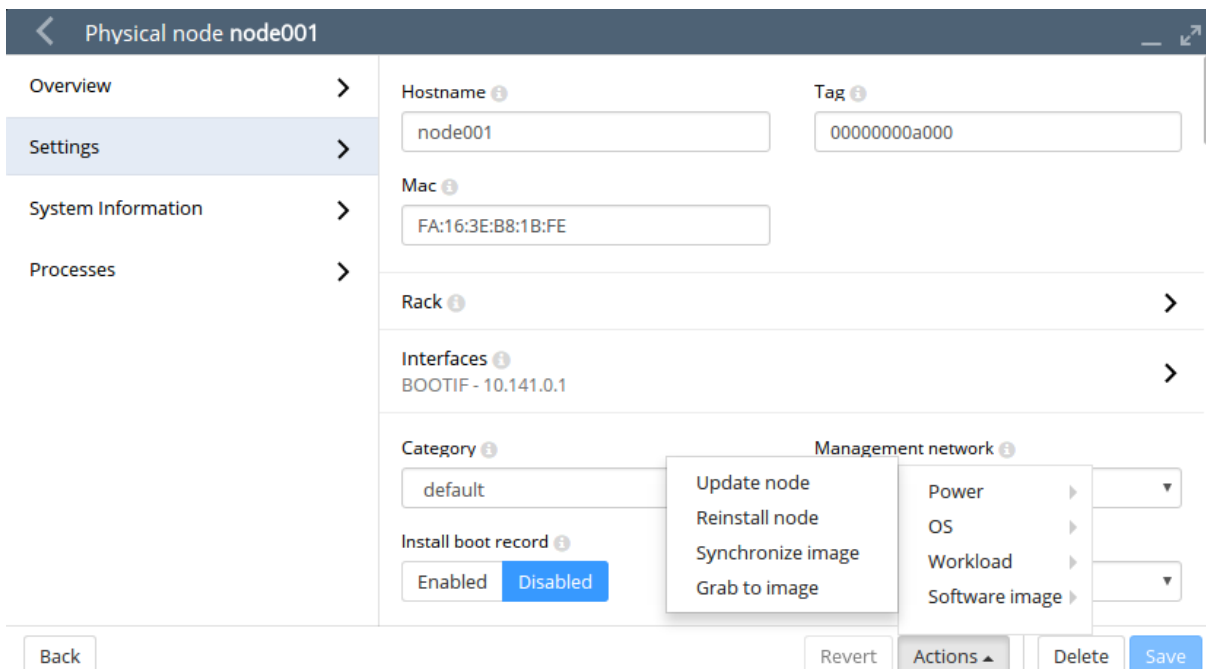 Physical node node001
Overview
Settings
System Information
Processes
Hostname
Tag
node001
00000000a000
Mac
FA:16:3E:B8:1B:FE
Rack
Interfaces
BOOTIF - 10.141.0.1
Category
Management network
default
Update node
Reinstall node
Synchronize image
Grab to image
Power
OS
Workload
Software image
Install boot record
Enabled Disabled
Back
Revert
Actions
Delete
Save